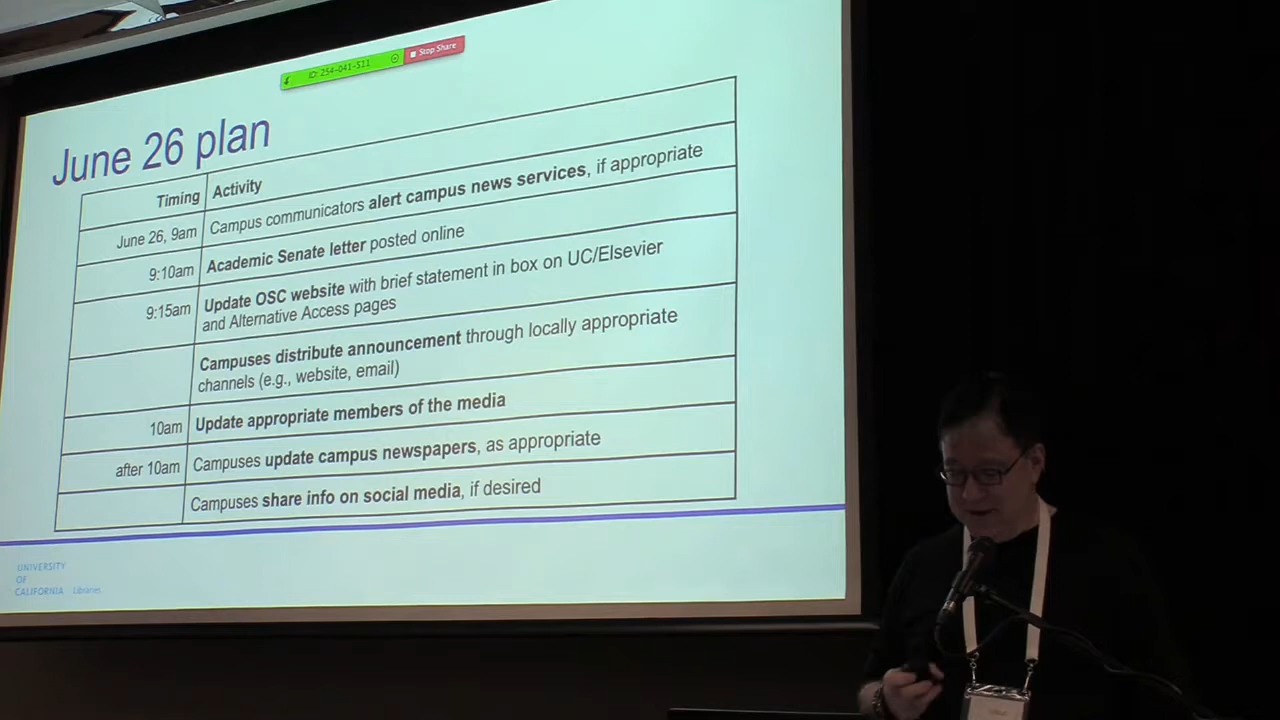 ID: 254-041-511 Stop Share
June 26 plan
Timing Activity
June 26, 9am Campus communicators alert campus news services, if appropriate
9:10am Academic Senate letter posted online
9:15am Update OSC website with brief statement in box on UC/Elsevier
and Alternative Access pages
Campuses distribute announcement through locally appropriate
channels (e.g., website, email)
10am Update appropriate members of the media
after 10am Campuses update campus newspapers, as appropriate
Campuses share info on social media, if desired
UNIVERSITY
OF
CALIFORNIA Libraries